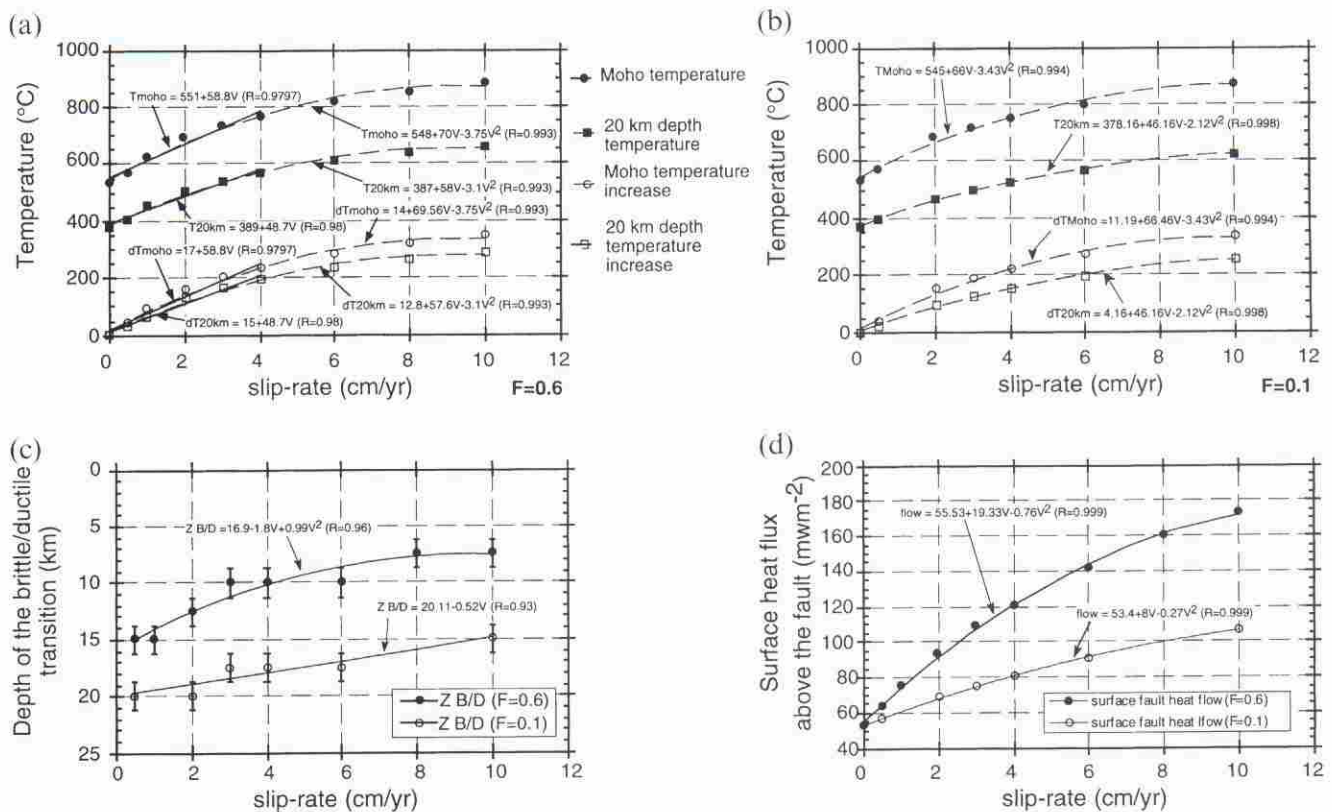 (a)
1000
800
600
400
200
0
Temperature (°C)
Tmoho = 551+58.8V (R=0.9797)
Tmoho = 548+70V-3.75V² (R=0.993)
T20km = 387+58V-3.1V² (R=0.993)
T20km = 389+48.7V (R=0.98)
dTmoho = 14+69.56V-3.75V² (R=0.993)
dTmoho =17+58.8V (R=0.9797)
dT20km = 12.8+57.6V-3.1V² (R=0.993)
dT20km = 15+48.7V (R=0.98)
0 2 4 6 8 10 12
slip-rate (cm/yr)
F=0.6
Moho temperature
20 km depth
temperature
Moho temperature
increase
20 km depth
temperature
increase
(b)
1000
800
600
400
200
0
Temperature (°C)
TMoho = 545+66V-3.43V² (R=0.994)
T20km = 378.16+46.16V-2.12V² (R=0.998)
dTMoho =11.19+66.46V-3.43V² (R=0.994)
dT20km = 4.16+46.16V-2.12V² (R=0.998)
0 2 4 6 8 10 12
slip-rate (cm/yr)
F=0.1
(c)
0
5
10
15
20
25
Depth of the brittle/ductile
transition (km)
Z B/D =16.9-1.8V+0.99V² (R=0.96)
Z B/D = 20.11-0.52V (R=0.93)
Z B/D (F=0.6)
Z B/D (F=0.1)
0 2 4 6 8 10 12
slip-rate (cm/yr)
(d)
200
180
160
140
120
100
80
60
40
Surface heat flux
above the fault (mwm⁻²)
flow = 55.53+19.33V-0.76V² (R=0.999)
flow = 53.4+8V-0.27V² (R=0.999)
surface fault heat flow (F=0.6)
surface fault heat lflow (F=0.1)
0 2 4 6 8 10 12
slip-rate (cm/yr)